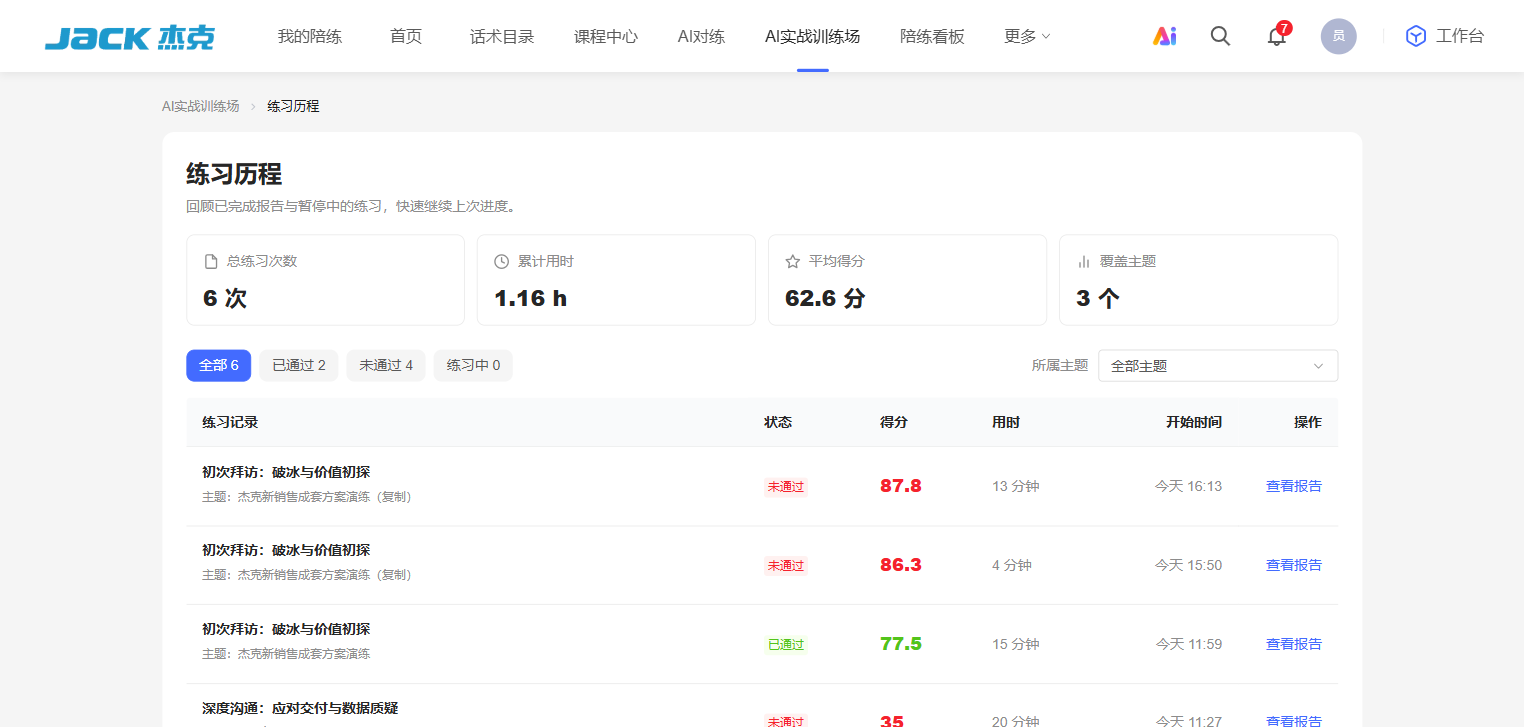 JACK 杰克 我的陪练 首页 话术目录 课程中心 AI对练 AI实战训练场 陪练看板 更多 Ai 7 员 工作台
AI实战训练场 › 练习历程
练习历程
回顾已完成报告与暂停中的练习，快速继续上次进度。
总练习次数 累计用时 平均得分 覆盖主题
6 次 1.16 h 62.6 分 3 个
全部 6 已通过 2 未通过 4 练习中 0 所属主题 全部主题
练习记录 状态 得分 用时 开始时间 操作
初次拜访：破冰与价值初探
主题：杰克新销售成套方案演练（复制）
未通过 87.8 13 分钟 今天 16:13 查看报告
初次拜访：破冰与价值初探
主题：杰克新销售成套方案演练（复制）
未通过 86.3 4 分钟 今天 15:50 查看报告
初次拜访：破冰与价值初探
主题：杰克新销售成套方案演练
已通过 77.5 15 分钟 今天 11:59 查看报告
深度沟通：应对交付与数据质疑
未通过 35 20 分钟 今天 11:27 查看报告